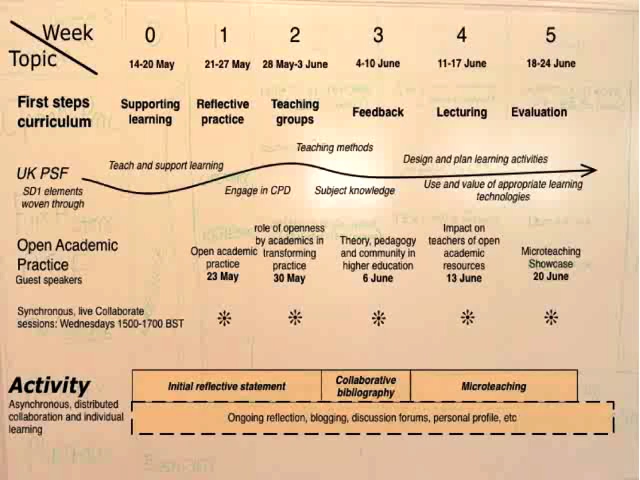 Week 0 1 2 3 4 5
Topic 14-20 May 21-27 May 28 May-3 June 4-10 June 11-17 June 18-24 June
First steps curriculum
Supporting learning
Reflective practice
Teaching groups
Feedback
Lecturing
Evaluation
UK PSF
SD1 elements
woven through
Teach and support learning
Engage in CPD
Teaching methods
Subject knowledge
Design and plan learning activities
Use and value of appropriate learning
technologies
Open Academic
Practice
Guest speakers
Open academic
practice
23 May
role of openness
by academics in
transforming
practice
30 May
Theory, pedagogy
and community in
higher education
6 June
Impact on
teachers of open
academic
resources
13 June
Microteaching
Showcase
20 June
Synchronous, live Collaborate
sessions: Wednesdays 1500-1700 BST
Activity
Asynchronous, distributed
collaboration and individual
learning
Initial reflective statement
Collaborative
bibliography
Microteaching
Ongoing reflection, blogging, discussion forums, personal profile, etc